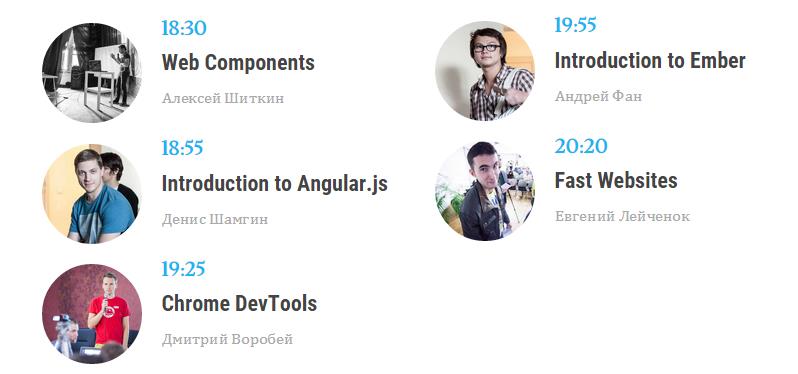 18:30
Web Components
Алексей Шиткин
18:55
Introduction to Angular.js
Денис Шамгин
19:25
Chrome DevTools
Дмитрий Воробей
19:55
Introduction to Ember
Андрей Фан
20:20
Fast Websites
Евгений Лейченок